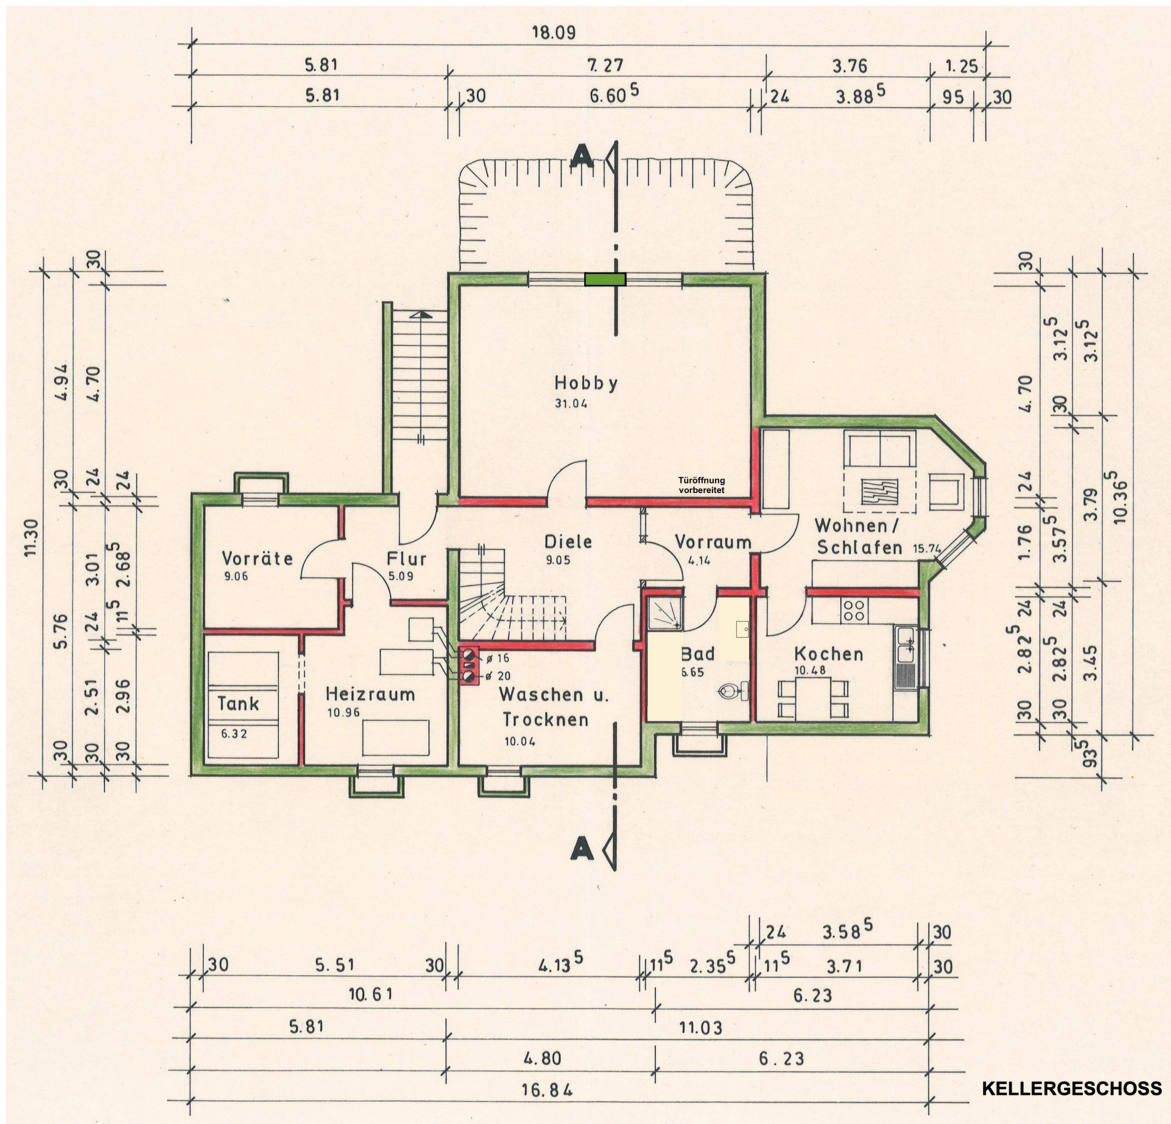 18.09
5.81 7.27 3.76 1.25
5.81 30 6.60⁵ 24 3.88⁵ 95 30
A
30 4.70 24 3.01 24 2.51 30
4.94 30 5.76 30
24 2.68⁵ 11⁵ 2.96 30
11.30
Hobby
31.04
Türöffnung
vorbereitet
Vorräte
9.06
Flur
5.09
Diele
9.05
Vorraum
4.14
Wohnen/
Schlafen 15.74
Tank
6.32
Heizraum
10.96
ø 16
ø 20
Waschen u.
Trocknen
10.04
Bad
6.65
Kochen
10.48
30 4.70 24 1.76 24 2.82⁵ 30
3.12⁵ 30 3.57⁵ 24 2.82⁵ 30
3.12⁵ 3.79 3.45 93⁵
10.36⁵
A
24 3.58⁵ 30
30 5.51 30 4.13⁵ 11⁵ 2.35⁵ 11⁵ 3.71 30
10.61 6.23
5.81 11.03
4.80 6.23
16.84
KELLERGESCHOSS